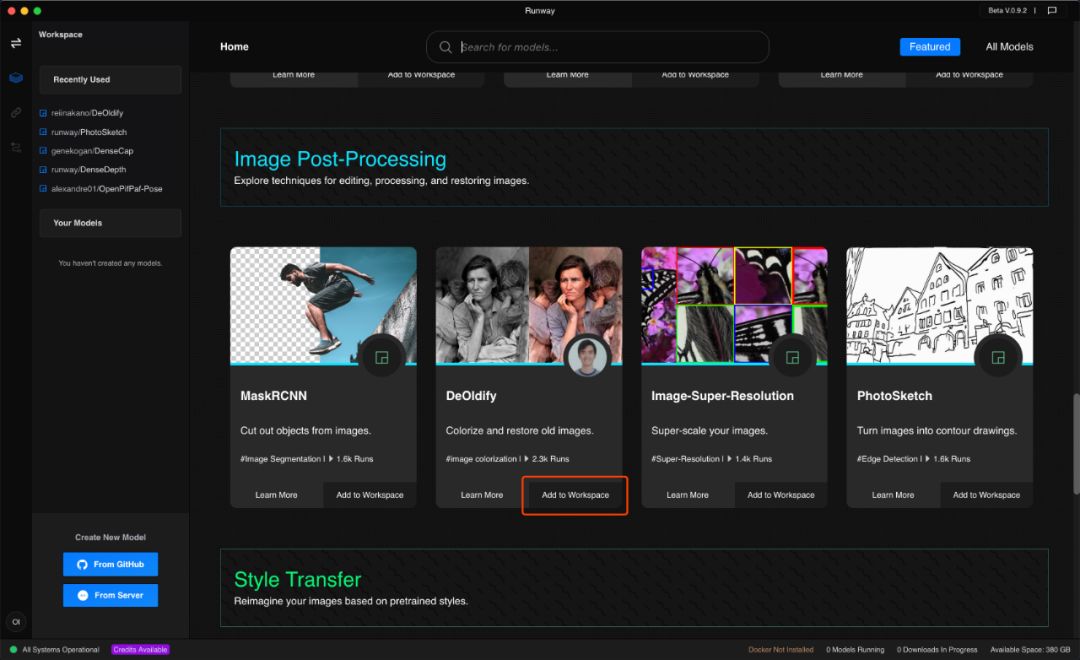 Runway
Beta V.0.9.2 |
Workspace
Home
Search for models...
Featured
All Models
Recently Used
reiinakano/DeOldify
runway/PhotoSketch
genekogan/DenseCap
runway/DenseDepth
alexandre01/OpenPifPaf-Pose
Your Models
You haven't created any models.
Learn More Add to Workspace Learn More Add to Workspace Learn More Add to Workspace
Image Post-Processing
Explore techniques for editing, processing, and restoring images.
MaskRCNN
Cut out objects from images.
#Image Segmentation | 1.6k Runs
Learn More Add to Workspace
DeOldify
Colorize and restore old images.
#image colorization | 2.3k Runs
Learn More Add to Workspace
Image-Super-Resolution
Super-scale your images.
#Super-Resolution | 1.4k Runs
Learn More Add to Workspace
PhotoSketch
Turn images into contour drawings.
#Edge Detection | 1.6k Runs
Learn More Add to Workspace
Style Transfer
Reimagine your images based on pretrained styles.
Create New Model
From GitHub
From Server
OI
All Systems Operational Credits Available Docker Not Installed 0 Models Running 0 Downloads In Progress Available Space: 380 GB